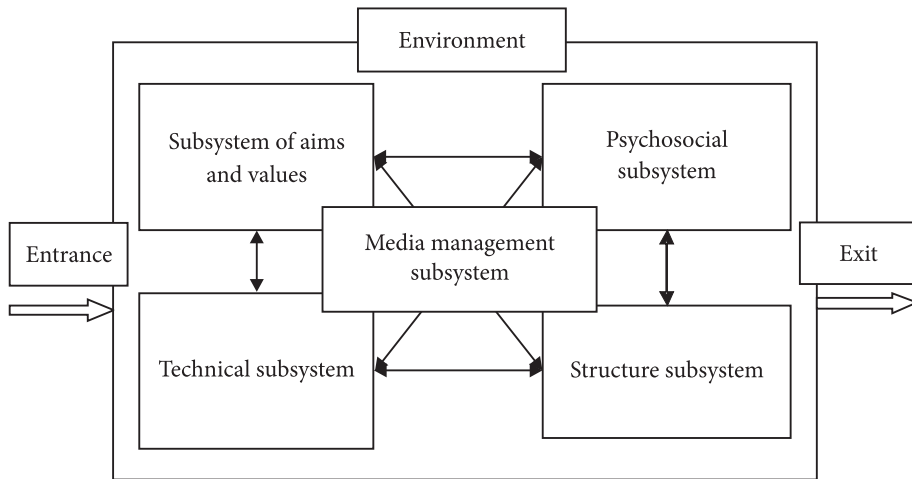 Environment
Subsystem of aims
and values
Psychosocial
subsystem
Entrance
Media management
subsystem
Exit
Technical subsystem
Structure subsystem